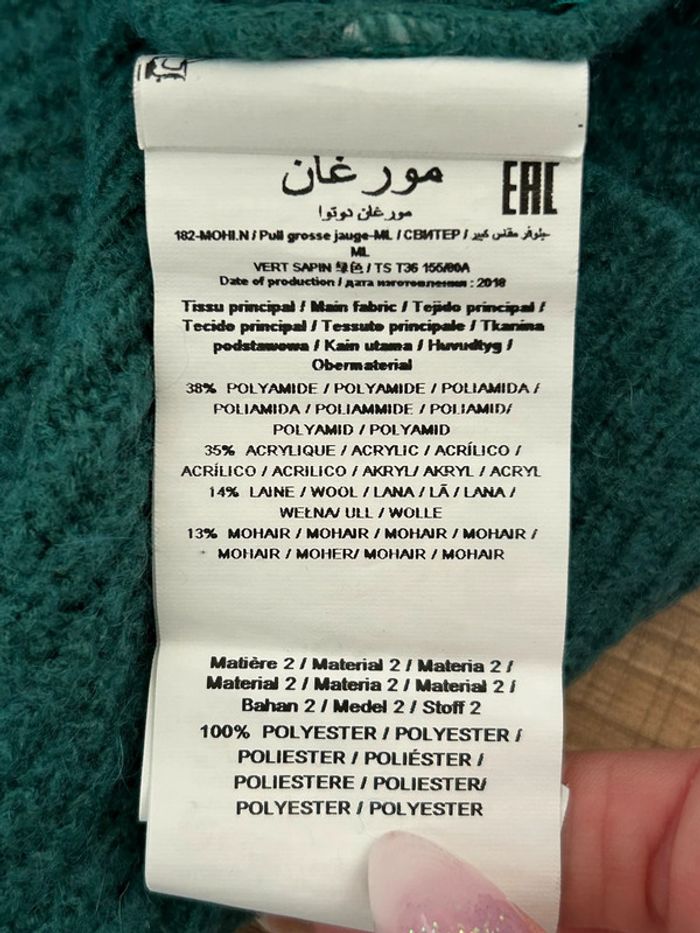 مورغان
EAC
مورغان دوتوا
182-MOHI.N / Pull grosse jauge-ML / СВИТЕР / بلوفر مقاس كبير-
ML
VERT SAPIN 绿色 / TS T36 155/80A
Date of production / дата изготовления : 2018
Tissu principal / Main fabric / Tejido principal /
Tecido principal / Tessuto principale / Tkanina
podstawowa / Kain utama / Huvudtyg /
Obermaterial
38% POLYAMIDE / POLYAMIDE / POLIAMIDA /
POLIAMIDA / POLIAMMIDE / POLIAMID/
POLYAMID / POLYAMID
35% ACRYLIQUE / ACRYLIC / ACRÍLICO /
ACRÍLICO / ACRILICO / AKRYL/ AKRYL / ACRYL
14% LAINE / WOOL / LANA / LÃ / LANA /
WEŁNA/ ULL / WOLLE
13% MOHAIR / MOHAIR / MOHAIR / MOHAIR /
MOHAIR / MOHER/ MOHAIR / MOHAIR
Matière 2 / Material 2 / Materia 2 /
Material 2 / Materia 2 / Material 2 /
Bahan 2 / Medel 2 / Stoff 2
100% POLYESTER / POLYESTER /
POLIESTER / POLIÉSTER /
POLIESTERE / POLIESTER/
POLYESTER / POLYESTER